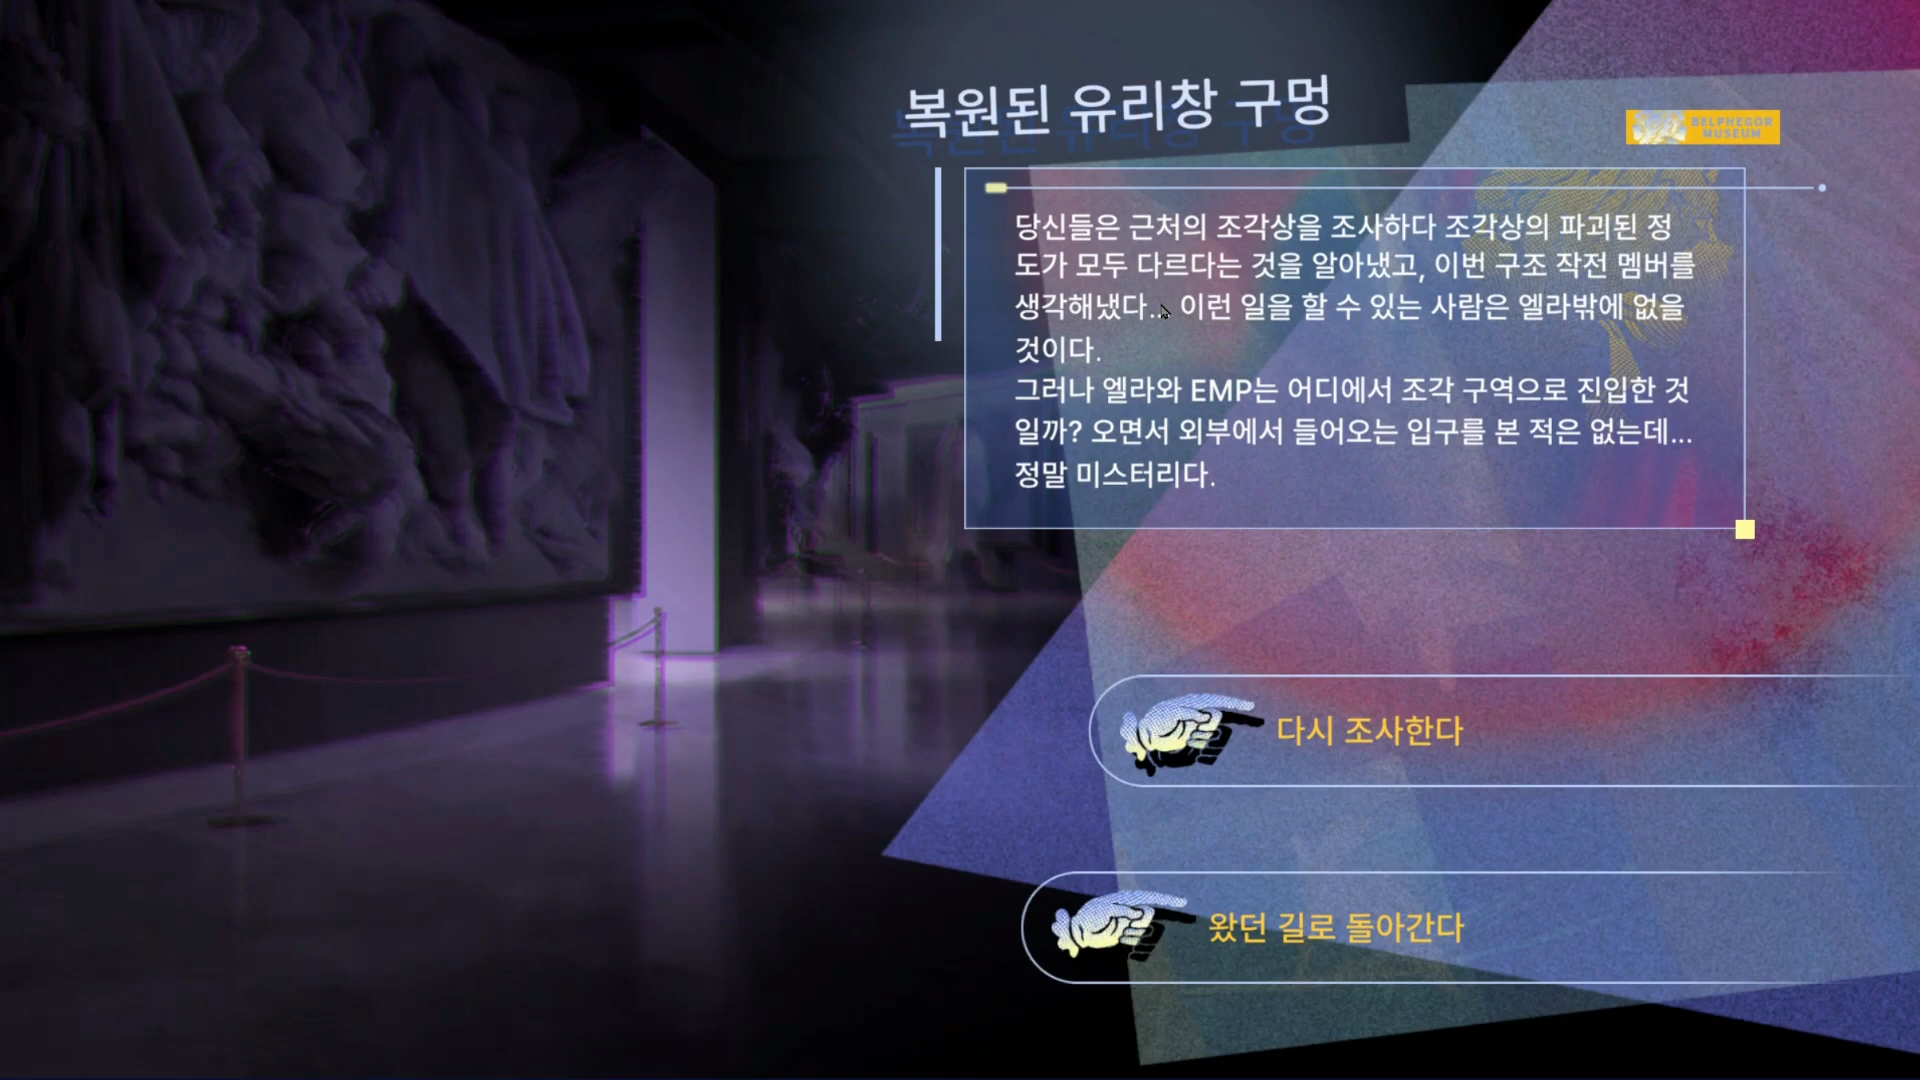 복원된 유리창 구멍
BELPHEGOR
MUSEUM
당신들은 근처의 조각상을 조사하다 조각상의 파괴된 정
도가 모두 다르다는 것을 알아냈고, 이번 구조 작전 멤버를
생각해냈다... 이런 일을 할 수 있는 사람은 엘라밖에 없을
것이다.
그러나 엘라와 EMP는 어디에서 조각 구역으로 진입한 것
일까? 오면서 외부에서 들어오는 입구를 본 적은 없는데...
정말 미스터리다.
다시 조사한다
왔던 길로 돌아간다